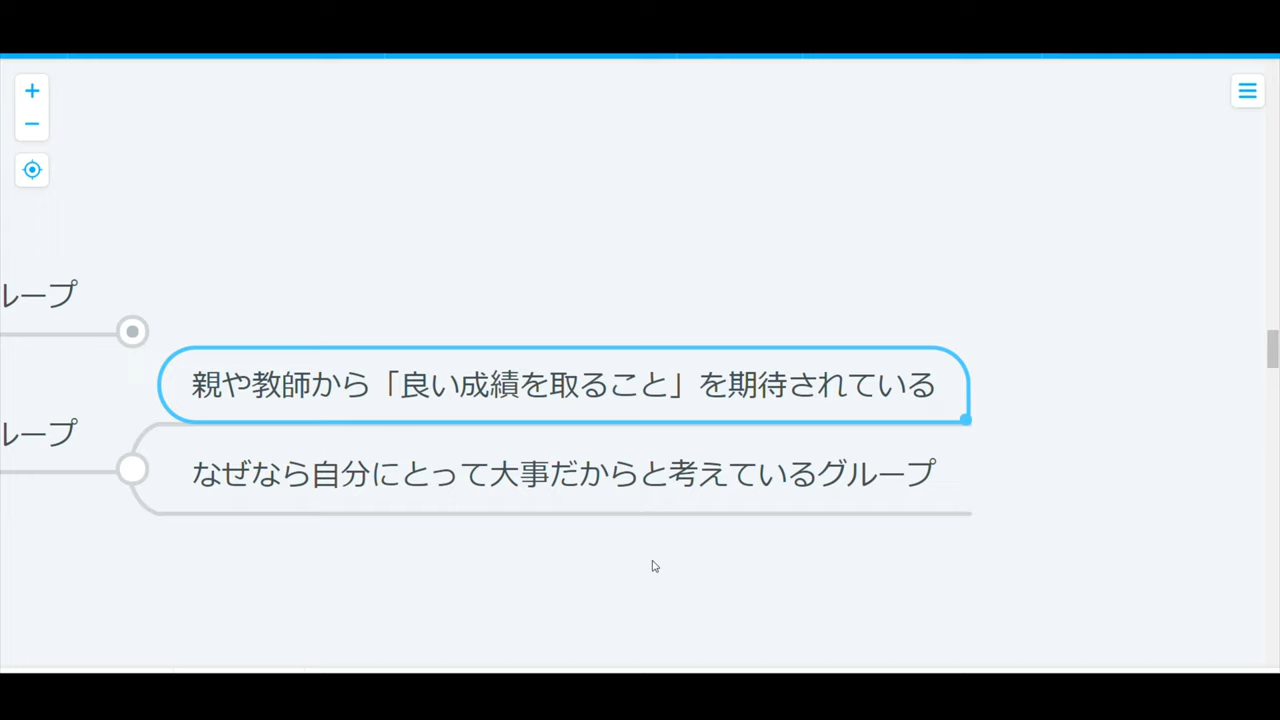 ループ
親や教師から「良い成績を取ること」を期待されている
ループ
なぜなら自分にとって大事だからと考えているグループ